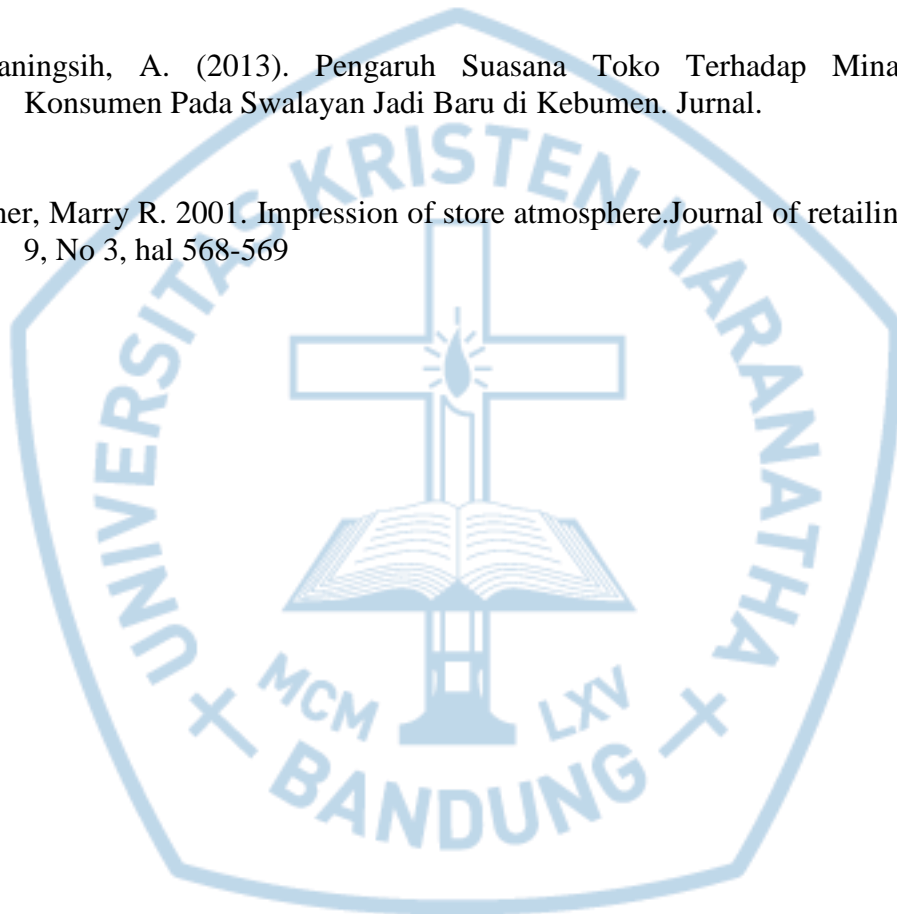 aningsih, A. (2013). Pengaruh Suasana Toko Terhadap Mina
Konsumen Pada Swalayan Jadi Baru di Kebumen. Jurnal.
ner, Marry R. 2001. Impression of store atmosphere.Journal of retailin
9, No 3, hal 568-569
UNIVERSITAS KRISTEN MARANATHA
MCM LXV
BANDUNG